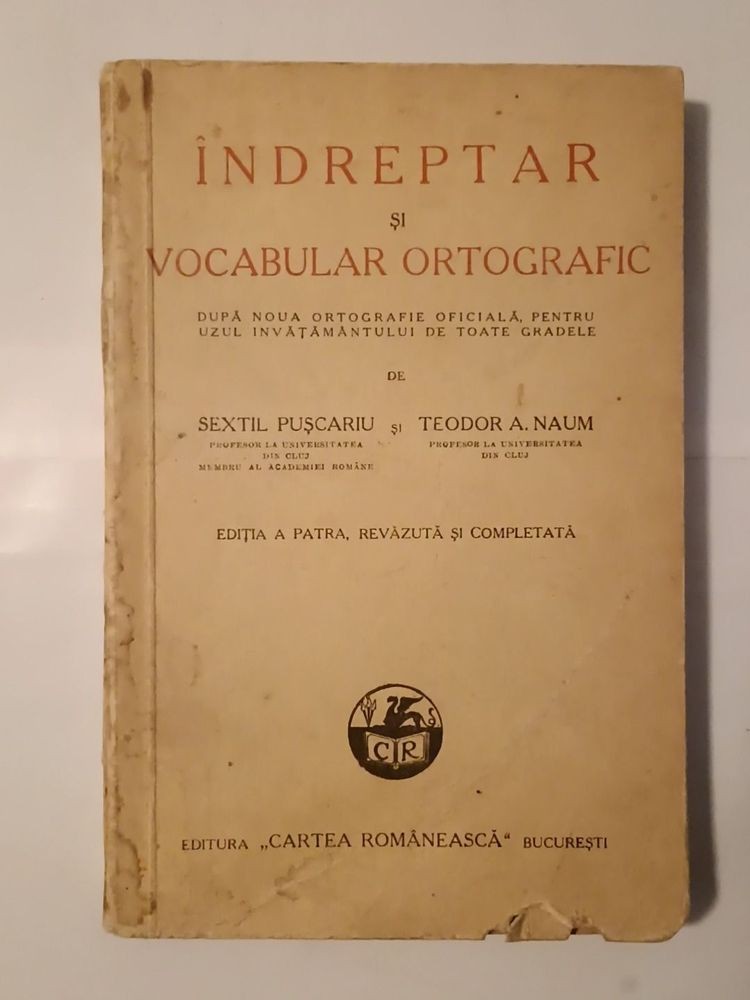 ÎNDREPTAR
ȘI
VOCABULAR ORTOGRAFIC
DUPĂ NOUA ORTOGRAFIE OFICIALĂ, PENTRU
UZUL INVĂȚĂMÂNTULUI DE TOATE GRADELE
DE
SEXTIL PUȘCARIU ȘI TEODOR A. NAUM
PROFESOR LA UNIVERSITATEA PROFESOR LA UNIVERSITATEA
DIN CLUJ DIN CLUJ
MEMBRU AL ACADEMIEI ROMÂNE
EDIȚIA A PATRA, REVĂZUTĂ ȘI COMPLETATĂ
C R
EDITURA „CARTEA ROMÂNEASCĂ“ BUCUREȘTI